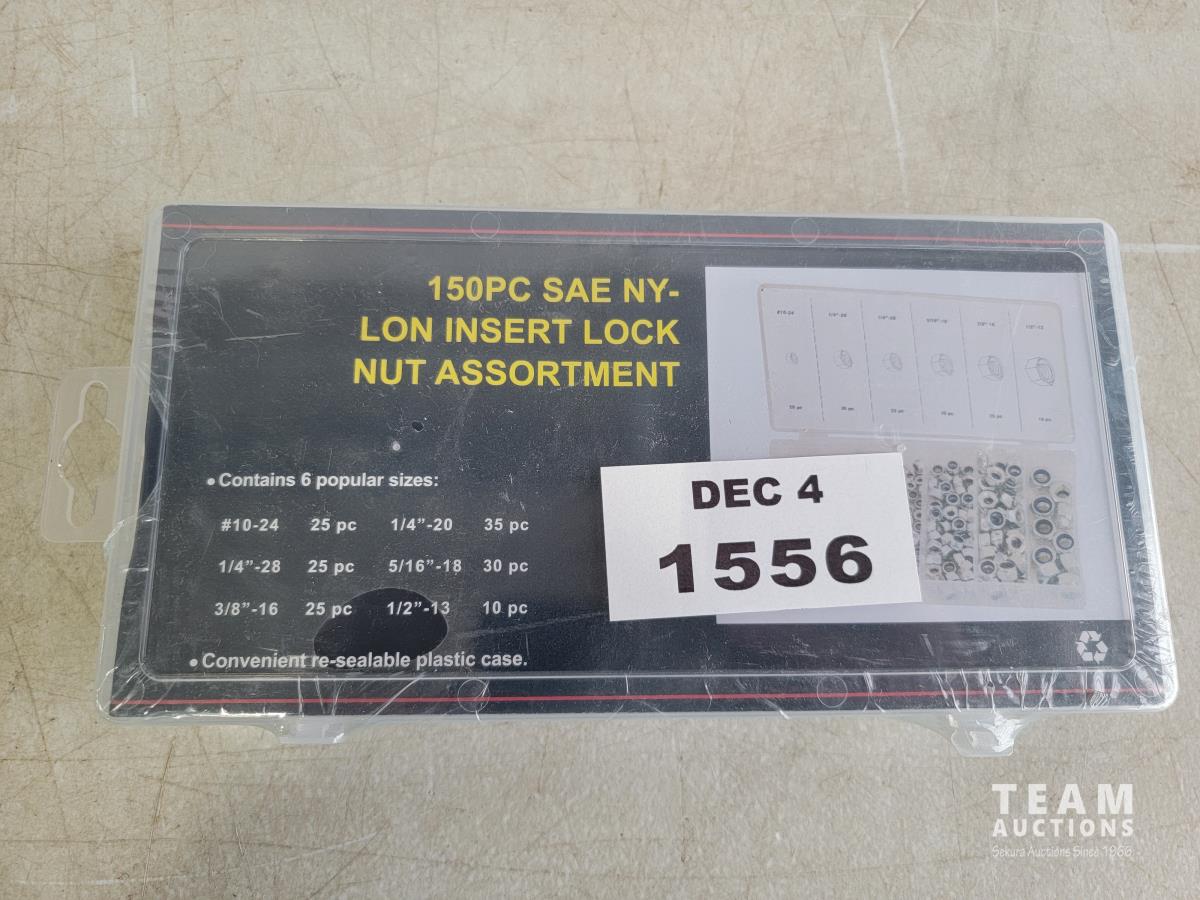 150PC SAE NY-
LON INSERT LOCK
NUT ASSORTMENT
• Contains 6 popular sizes:
#10-24 25 pc 1/4”-20 35 pc
1/4”-28 25 pc 5/16”-18 30 pc
3/8”-16 25 pc 1/2”-13 10 pc
• Convenient re-sealable plastic case.
#10-24
DEC 4
1556
TEAM
AUCTIONS
Sekura Auctions Since 1966